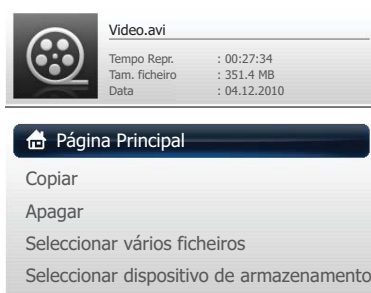 Video.avi
Tempo Repr. : 00:27:34
Tam. ficheiro : 351.4 MB
Data : 04.12.2010
Página Principal
Copiar
Apagar
Seleccionar vários ficheiros
Seleccionar dispositivo de armazenamento